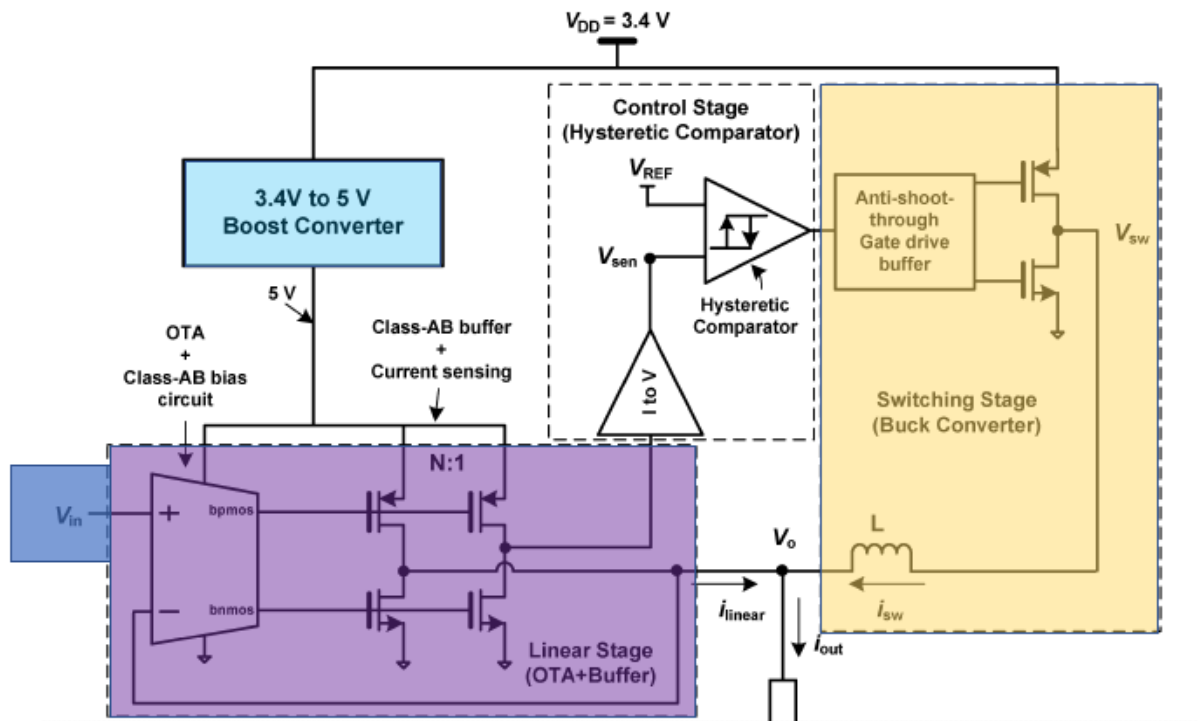 V_DD = 3.4 V
Control Stage
(Hysteretic Comparator)
V_REF
3.4V to 5 V
Boost Converter
Anti-shoot-
through
Gate drive
buffer
V_sw
V_sen
5 V
Hysteretic
Comparator
OTA
+
Class-AB bias
circuit
Class-AB buffer
+
Current sensing
I to V
Switching Stage
(Buck Converter)
N:1
V_in
+
bpmos
−
bnmos
V_o
L
i_linear
i_sw
i_out
Linear Stage
(OTA+Buffer)